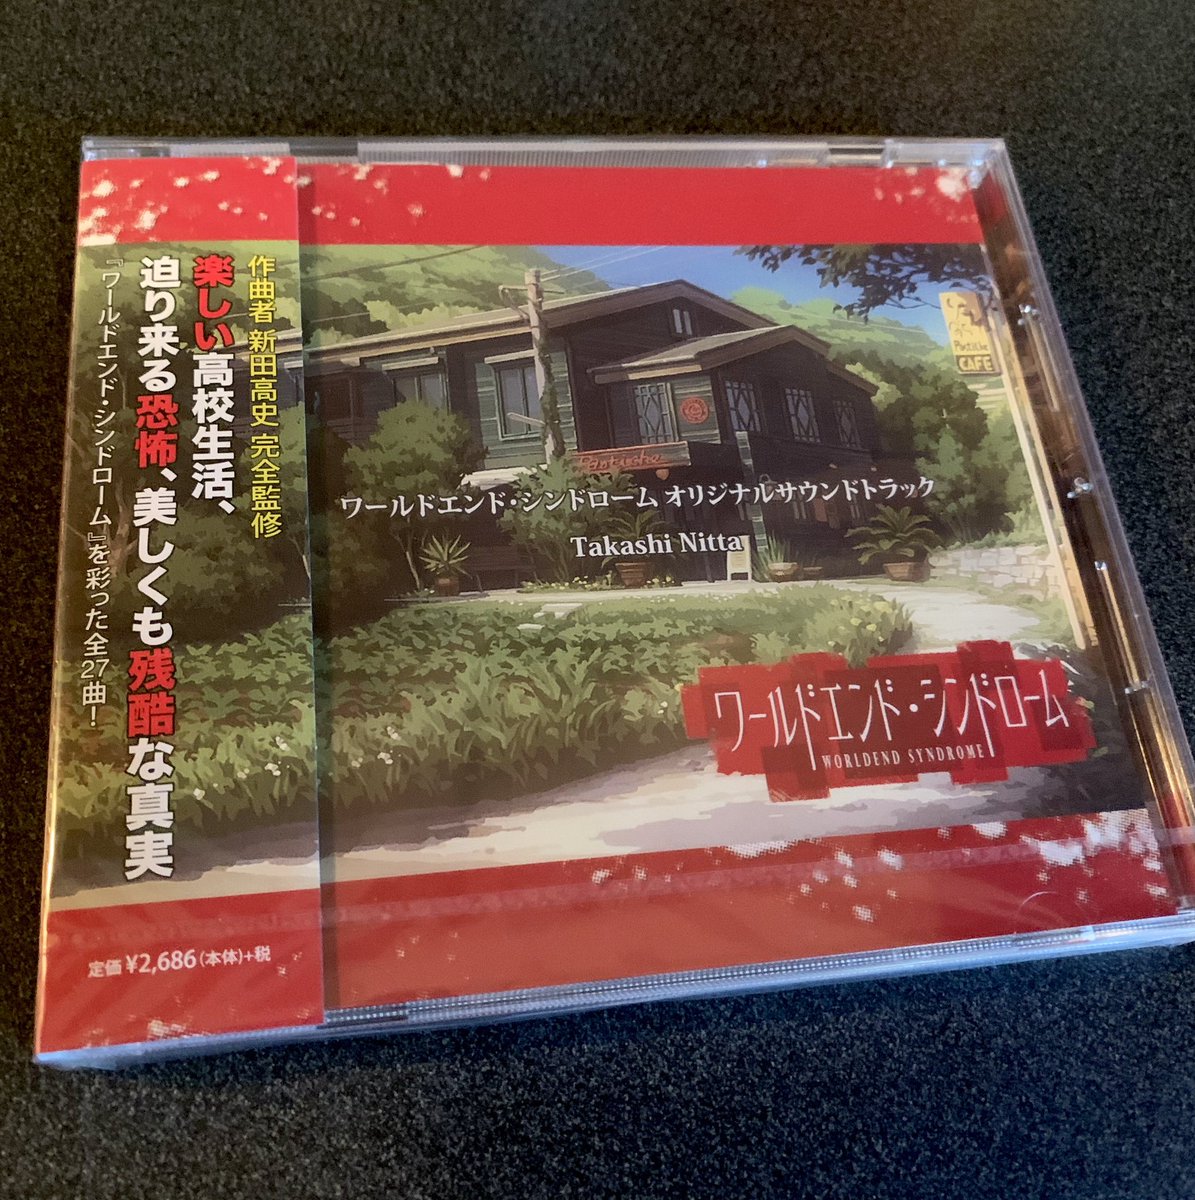 作曲者 新田高史 完全監修
楽しい高校生活、
迫り来る恐怖、美しくも残酷な真実
『ワールドエンド・シンドローム』を彩った全27曲!
定価 ¥2,686(本体)+税
Partiche
CAFE
Partiche
ワールドエンド・シンドローム オリジナルサウンドトラック
Takashi Nitta
ワールドエンド・シンドローム
WORLDEND SYNDROME